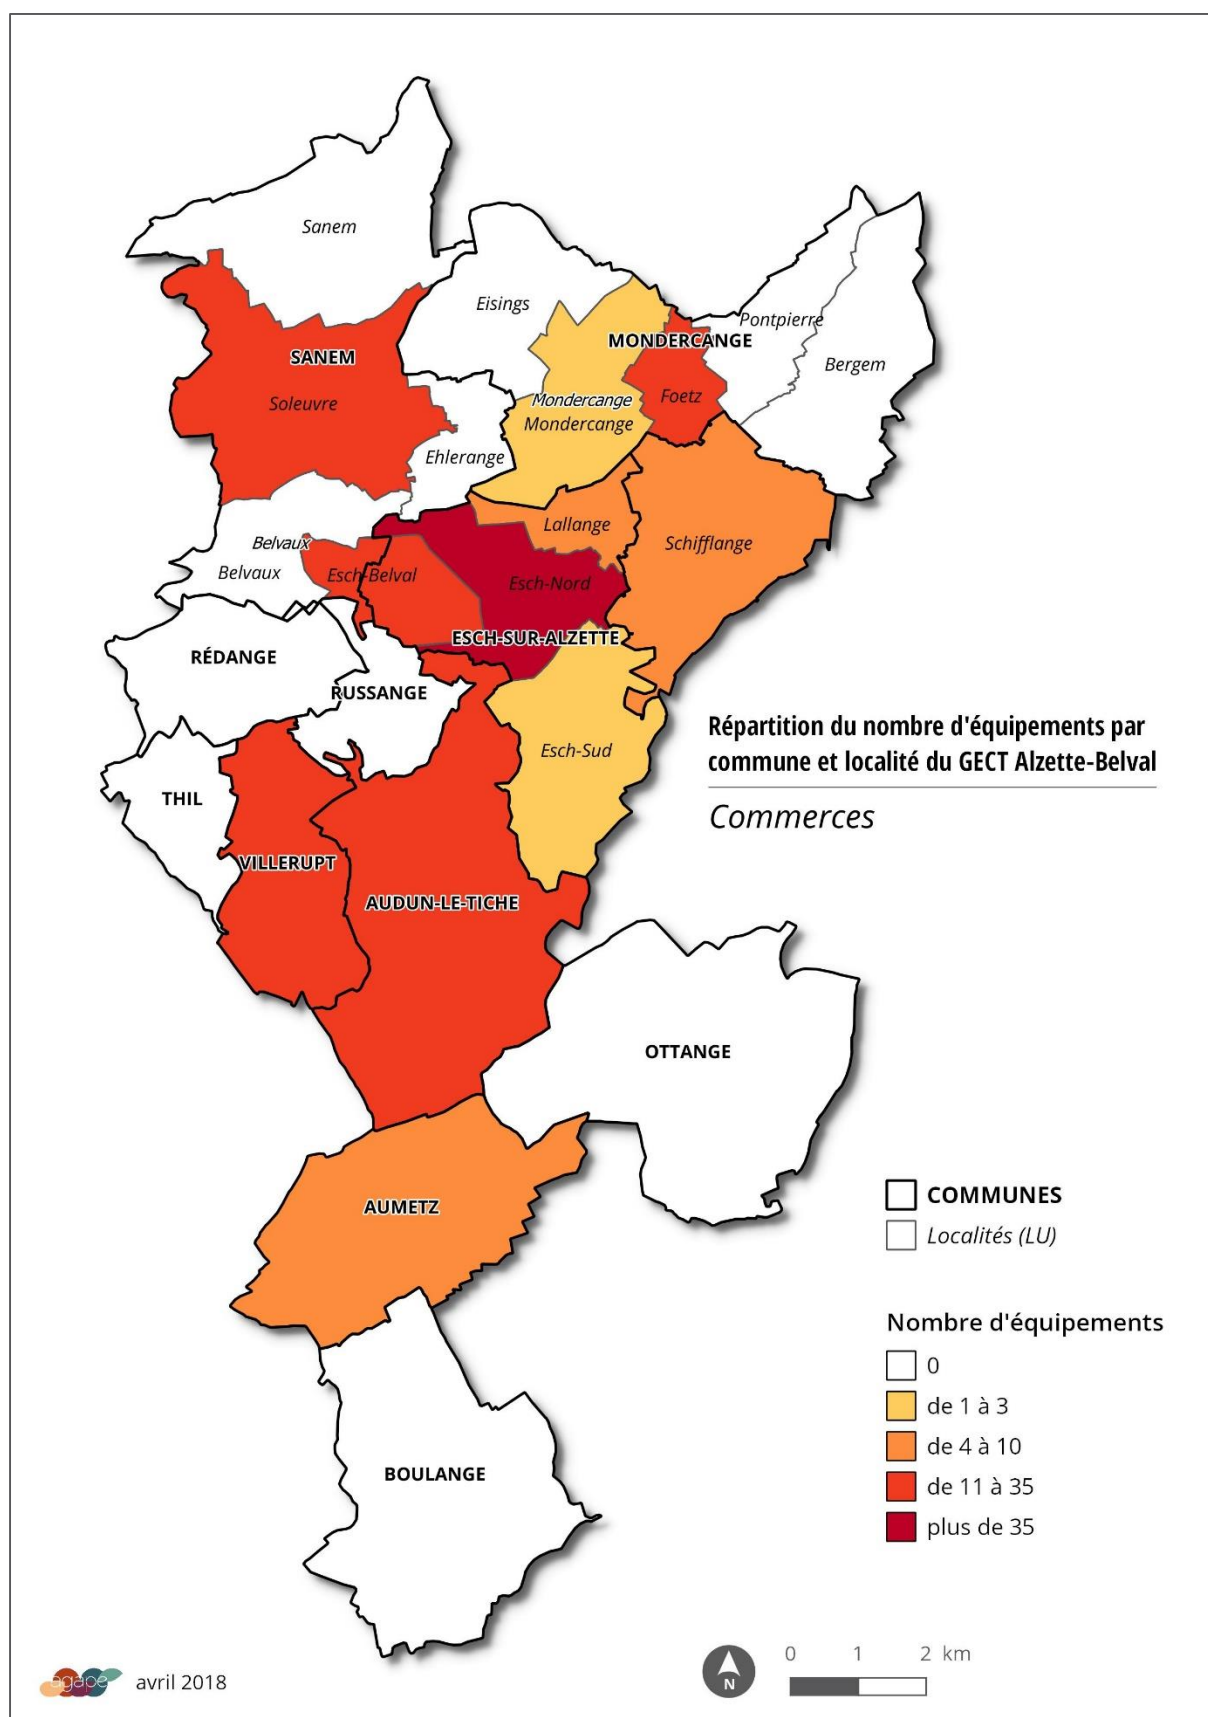 Sanem
Eisings
Pontpierre
MONDERCANGE
SANEM
Bergem
Foetz
Mondercange
Soleuvre
Mondercange
Ehlerange
Lallange
Schifflange
Belvaux
Belvaux
Esch-Belval
Esch-Nord
ESCH-SUR-ALZETTE
RÉDANGE
RUSSANGE
Répartition du nombre d'équipements par
commune et localité du GECT Alzette-Belval
Esch-Sud
THIL
Commerces
VILLERUPT
AUDUN-LE-TICHE
OTTANGE
COMMUNES
AUMETZ
Localités (LU)
Nombre d'équipements
0
de 1 à 3
de 4 à 10
BOULANGE
de 11 à 35
plus de 35
0 1 2 km
agape avril 2018
N